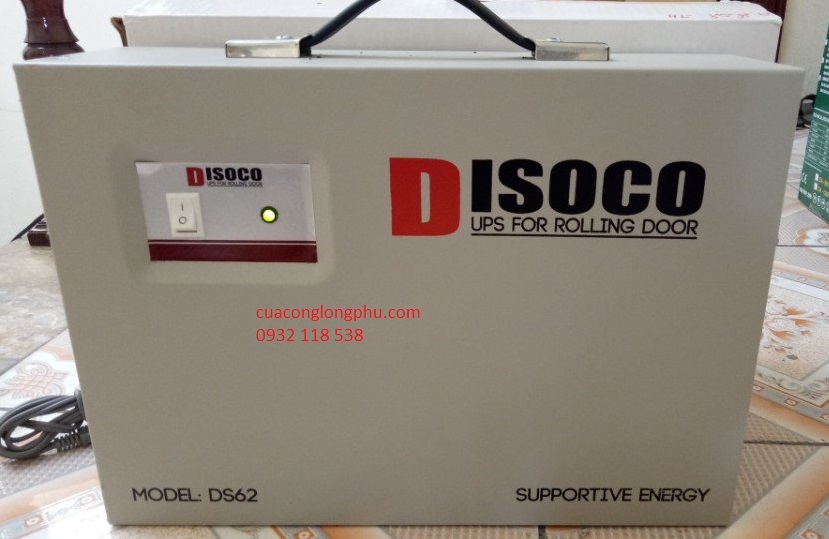 DISOCO
UPS FOR ROLLING DOOR
I
O
DISOCO
UPS FOR ROLLING DOOR
cuaconglongphu.com
0932 118 538
MODEL: DS62
SUPPORTIVE ENERGY